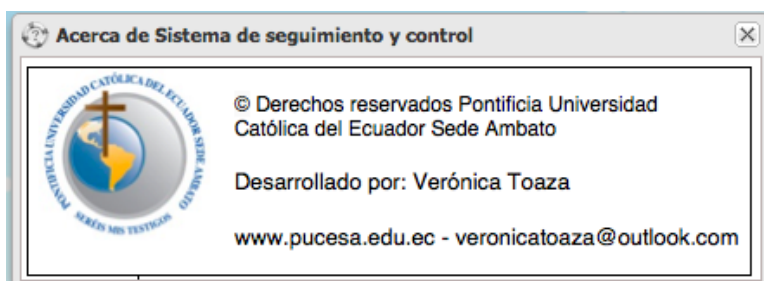 Acerca de Sistema de seguimiento y control
PONTIFICIA UNIVERSIDAD CATÓLICA DEL ECUADOR SEDE AMBATO
SERÉIS MIS TESTIGOS
© Derechos reservados Pontificia Universidad
Católica del Ecuador Sede Ambato
Desarrollado por: Verónica Toaza
www.pucesa.edu.ec - veronicatoaza@outlook.com